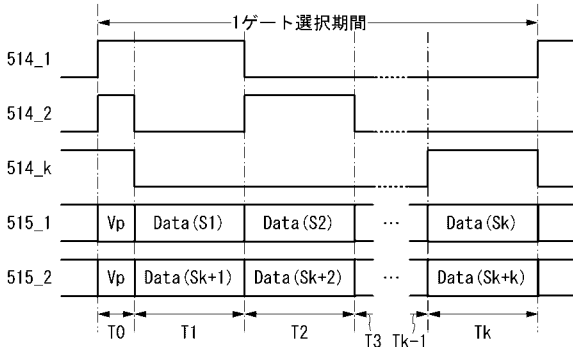 1ゲート選択期間
514_1
514_2
514_k
515_1 Vp Data(S1) Data(S2) ··· Data(Sk)
515_2 Vp Data(Sk+1) Data(Sk+2) ··· Data(Sk+k)
T0 T1 T2 T3 Tk-1 Tk